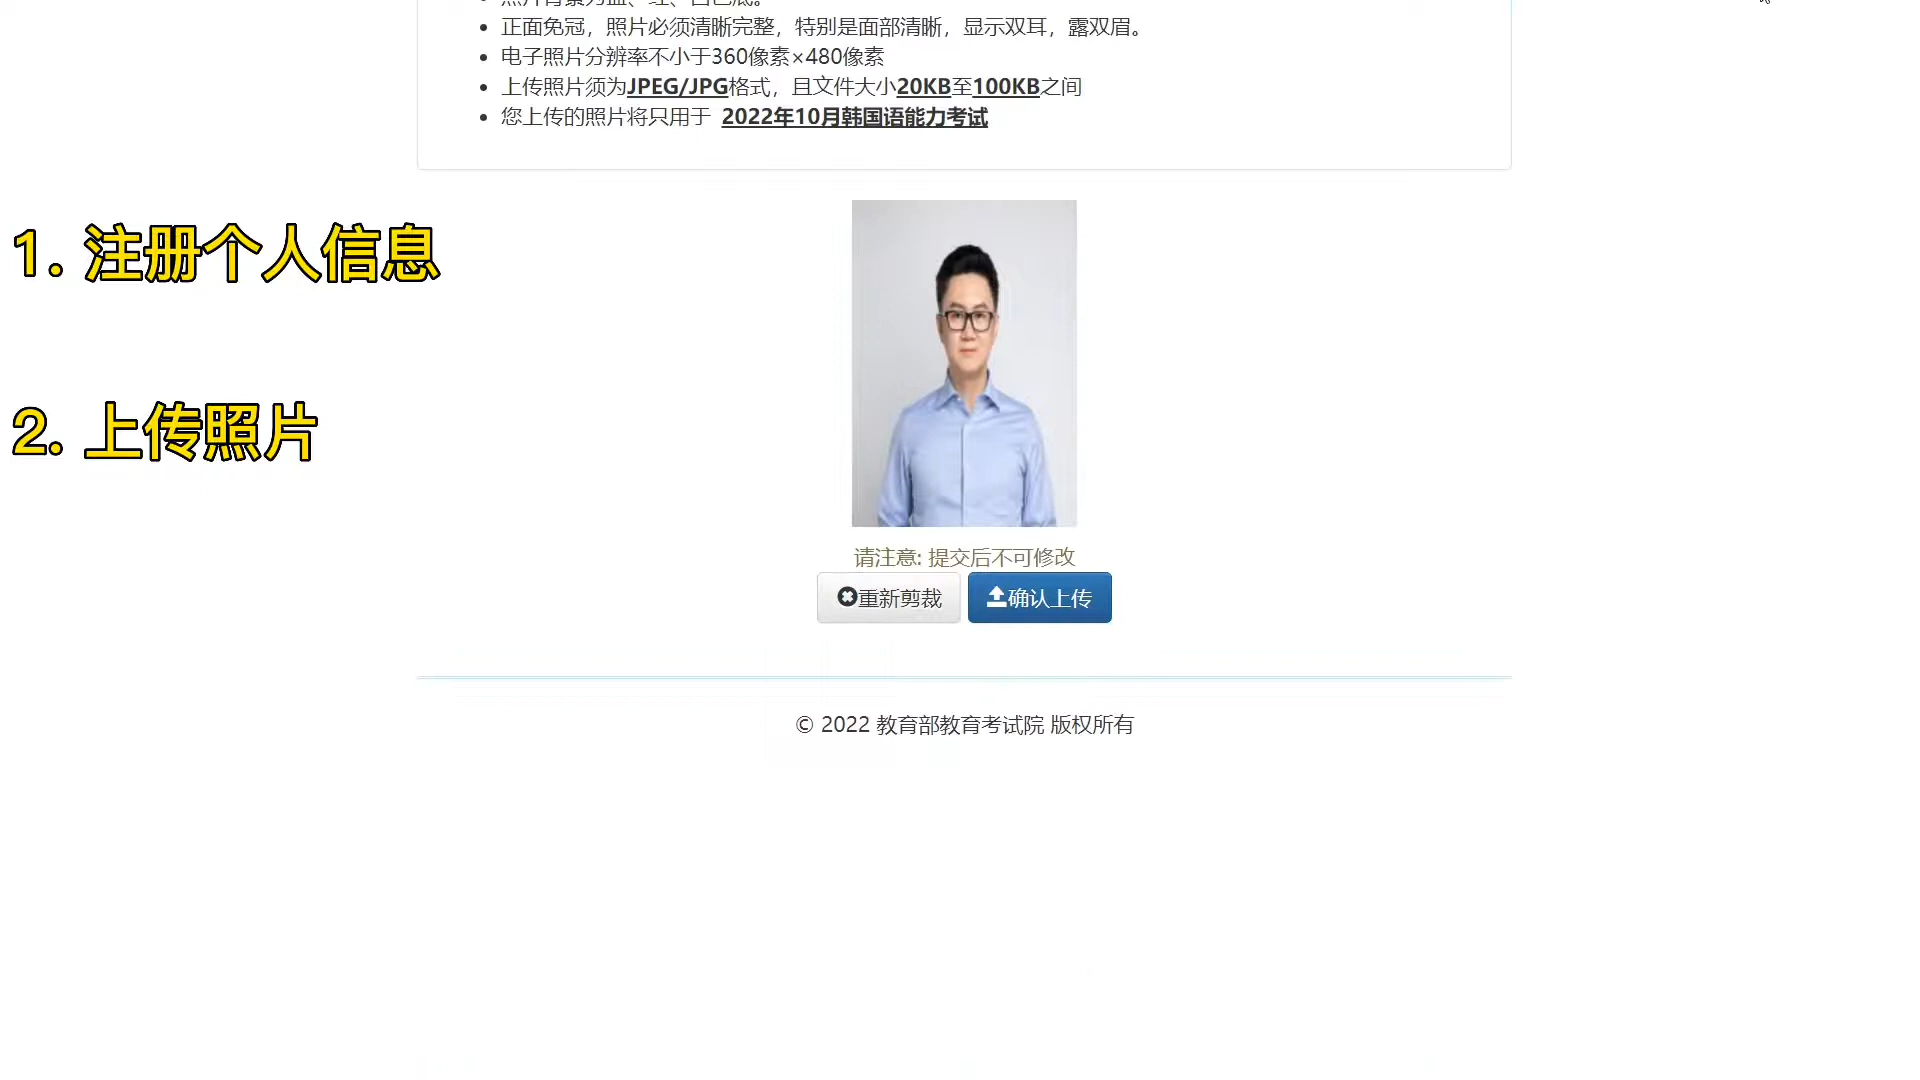 正面免冠，照片必须清晰完整，特别是面部清晰，显示双耳，露双眉。
电子照片分辨率不小于360像素×480像素
上传照片须为JPEG/JPG格式，且文件大小20KB至100KB之间
您上传的照片将只用于 2022年10月韩国语能力考试
1. 注册个人信息
2. 上传照片
请注意: 提交后不可修改
重新剪裁 确认上传
© 2022 教育部教育考试院 版权所有